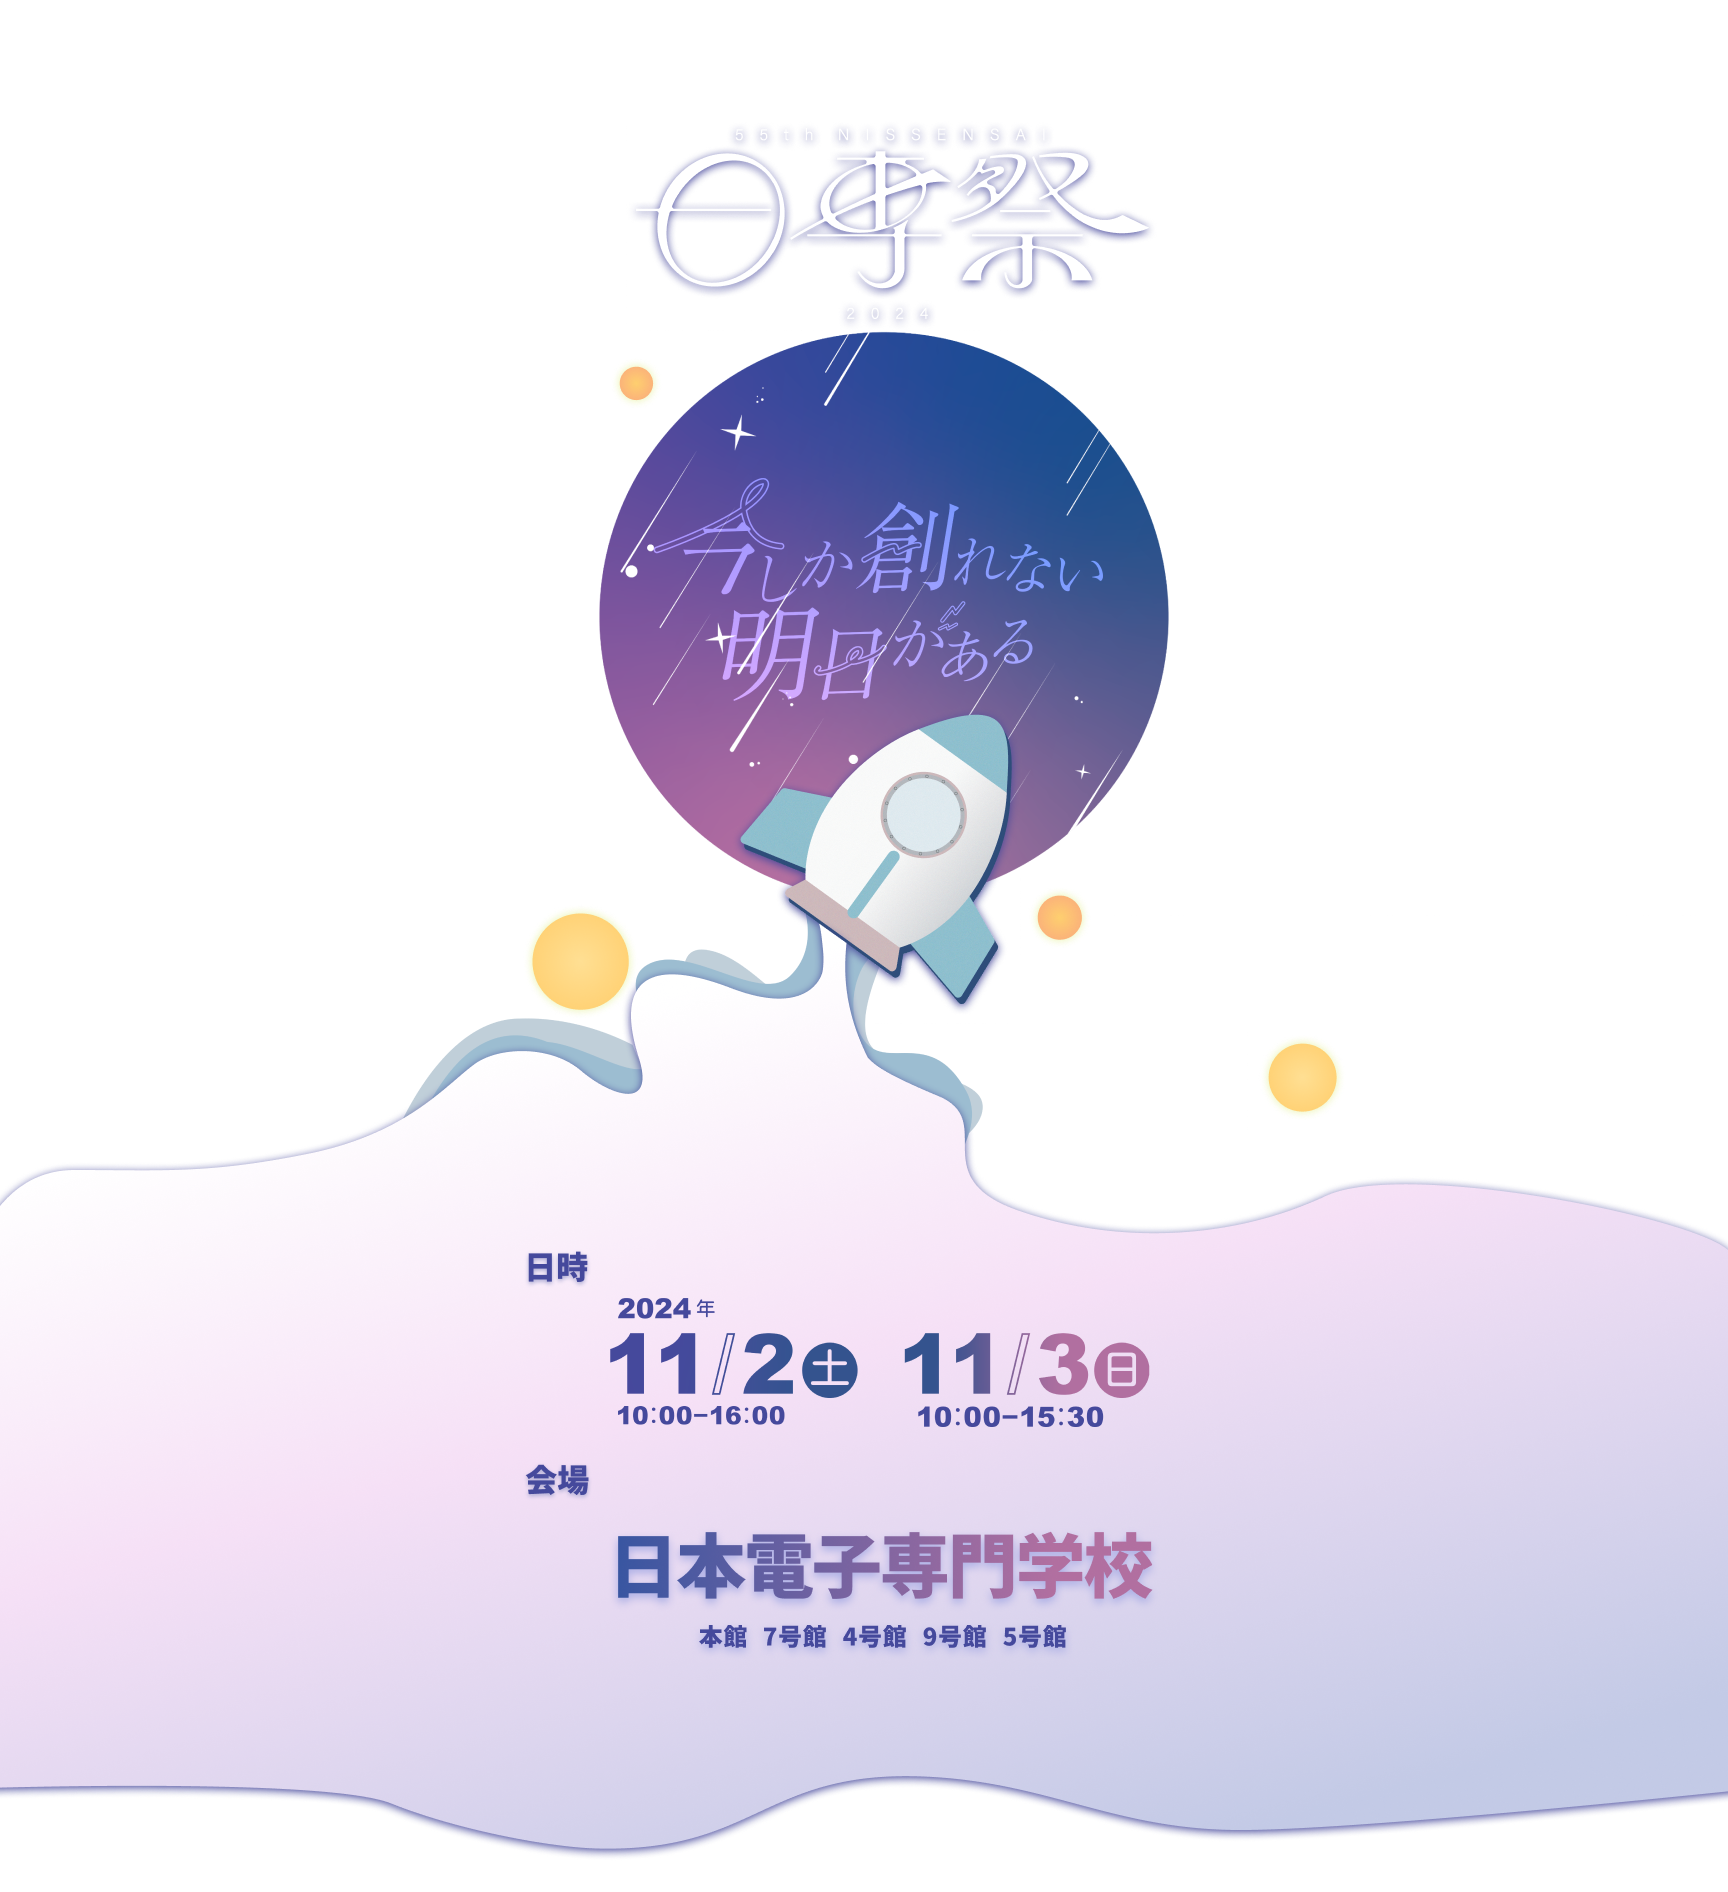 55th NISSENSAI
日専祭
2024
今しか創れない
明日がある
日時
2024年
11/2土 11/3日
10:00−16:00 10:00−15:30
会場
日本電子専門学校
本館 7号館 4号館 9号館 5号館